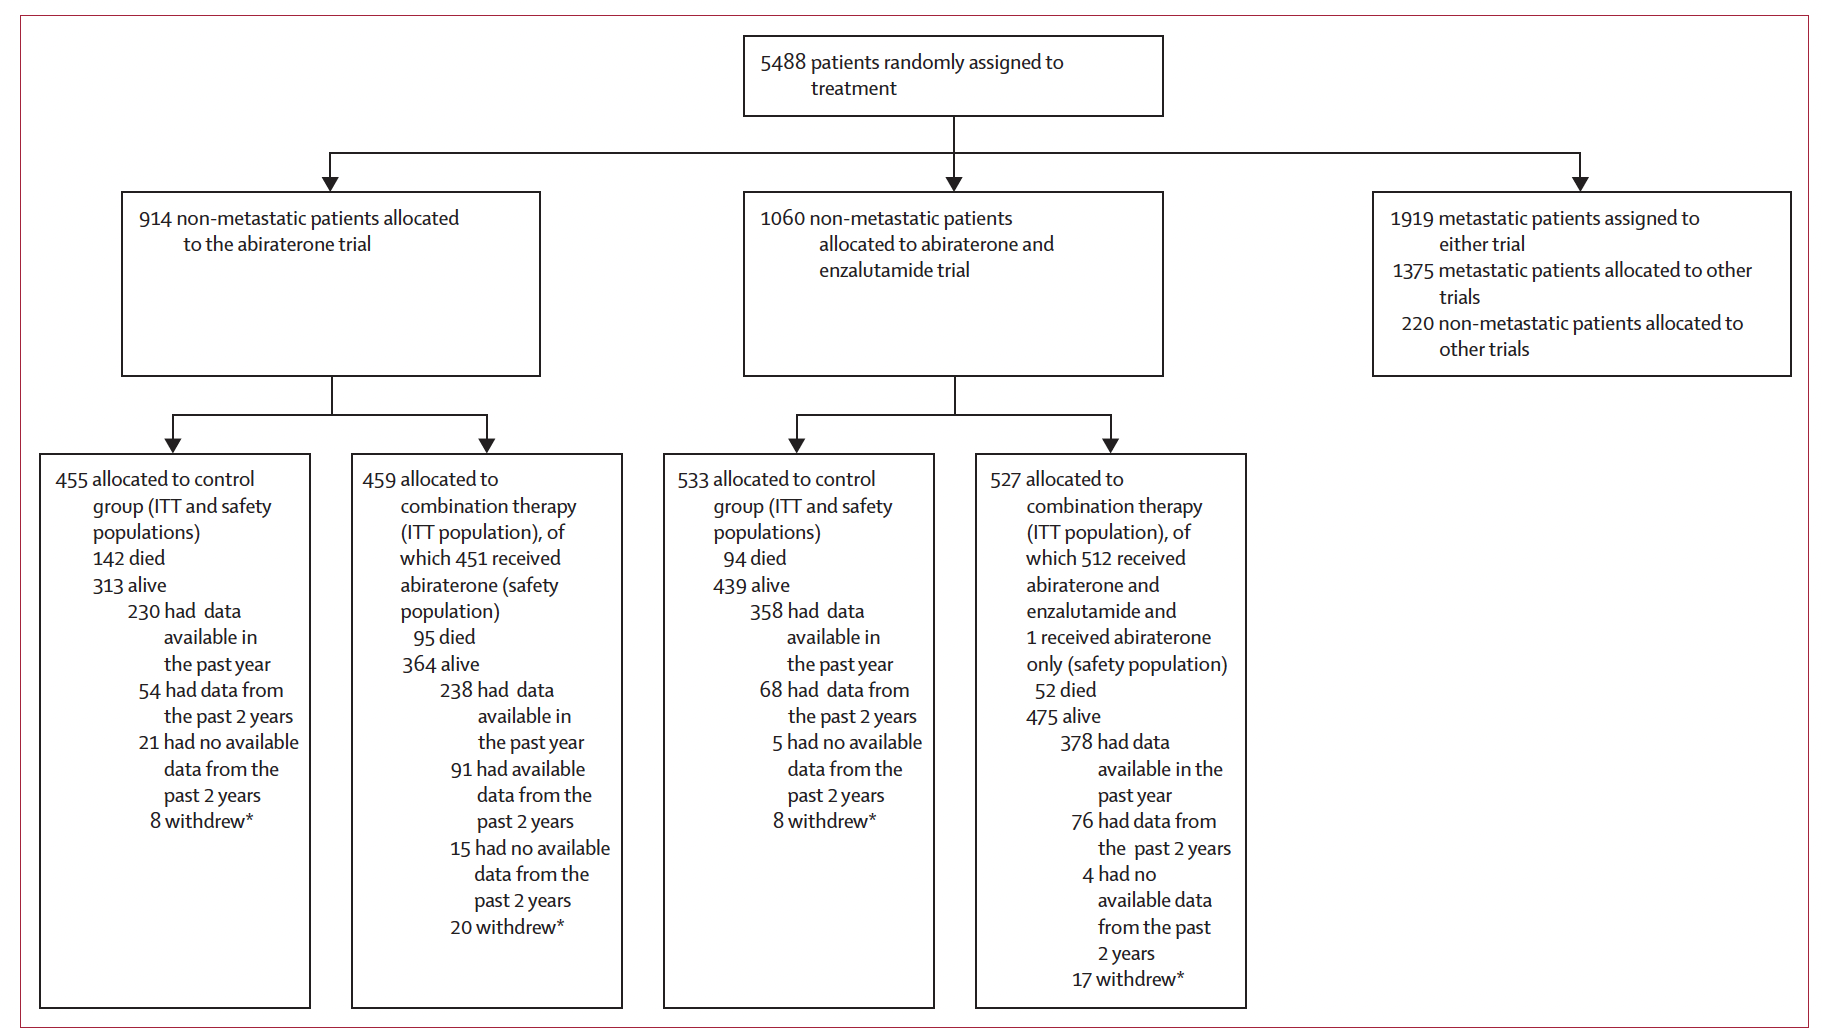 5488 patients randomly assigned to
treatment
914 non-metastatic patients allocated
to the abiraterone trial
1060 non-metastatic patients
allocated to abiraterone and
enzalutamide trial
1919 metastatic patients assigned to
either trial
1375 metastatic patients allocated to other
trials
220 non-metastatic patients allocated to
other trials
455 allocated to control
group (ITT and safety
populations)
142 died
313 alive
230 had data
available in
the past year
54 had data from
the past 2 years
21 had no available
data from the
past 2 years
8 withdrew*
459 allocated to
combination therapy
(ITT population), of
which 451 received
abiraterone (safety
population)
95 died
364 alive
238 had data
available in
the past year
91 had available
data from the
past 2 years
15 had no available
data from the
past 2 years
20 withdrew*
533 allocated to control
group (ITT and safety
populations)
94 died
439 alive
358 had data
available in
the past year
68 had data from
the past 2 years
5 had no available
data from the
past 2 years
8 withdrew*
527 allocated to
combination therapy
(ITT population), of
which 512 received
abiraterone and
enzalutamide and
1 received abiraterone
only (safety population)
52 died
475 alive
378 had data
available in the
past year
76 had data from
the past 2 years
4 had no
available data
from the past
2 years
17 withdrew*